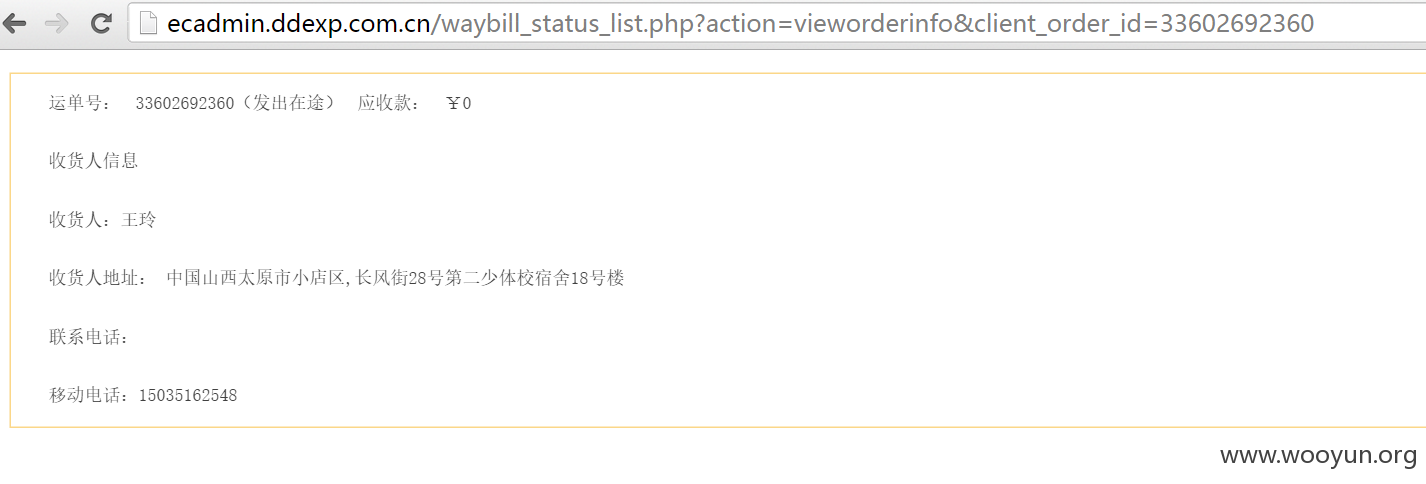 ecadmin.ddexp.com.cn/waybill_status_list.php?action=vieworderinfo&client_order_id=33602692360
运单号： 33602692360（发出在途） 应收款： ￥0
收货人信息
收货人：王玲
收货人地址： 中国山西太原市小店区,长风街28号第二少体校宿舍18号楼
联系电话：
移动电话：15035162548
www.wooyun.org